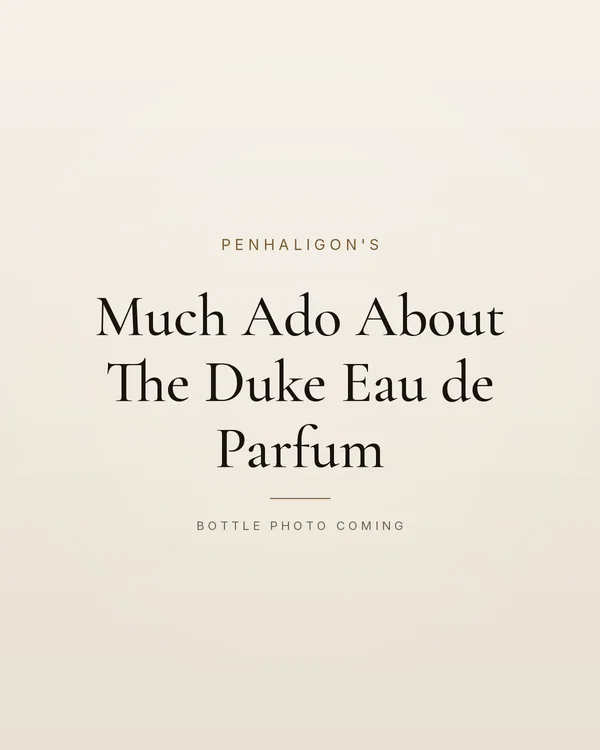 PENHALIGON'S
Much Ado About
The Duke Eau de
Parfum
BOTTLE PHOTO COMING